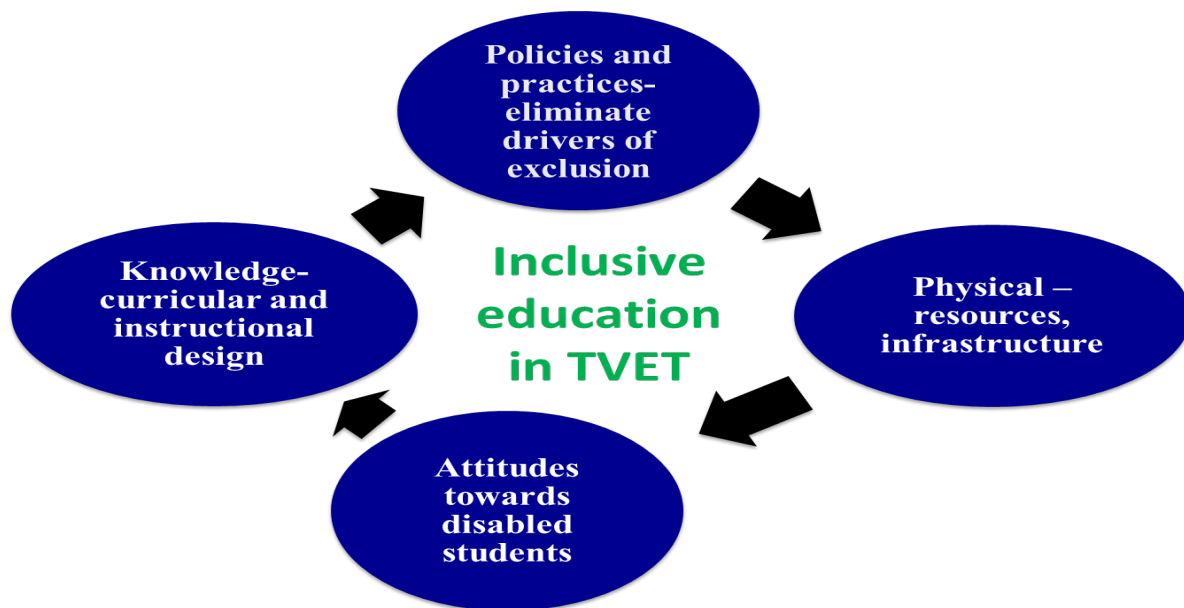 Policies and
practices-
eliminate
drivers of
exclusion
Inclusive
education
in TVET
Knowledge-
curricular and
instructional
design
Physical –
resources,
infrastructure
Attitudes
towards
disabled
students